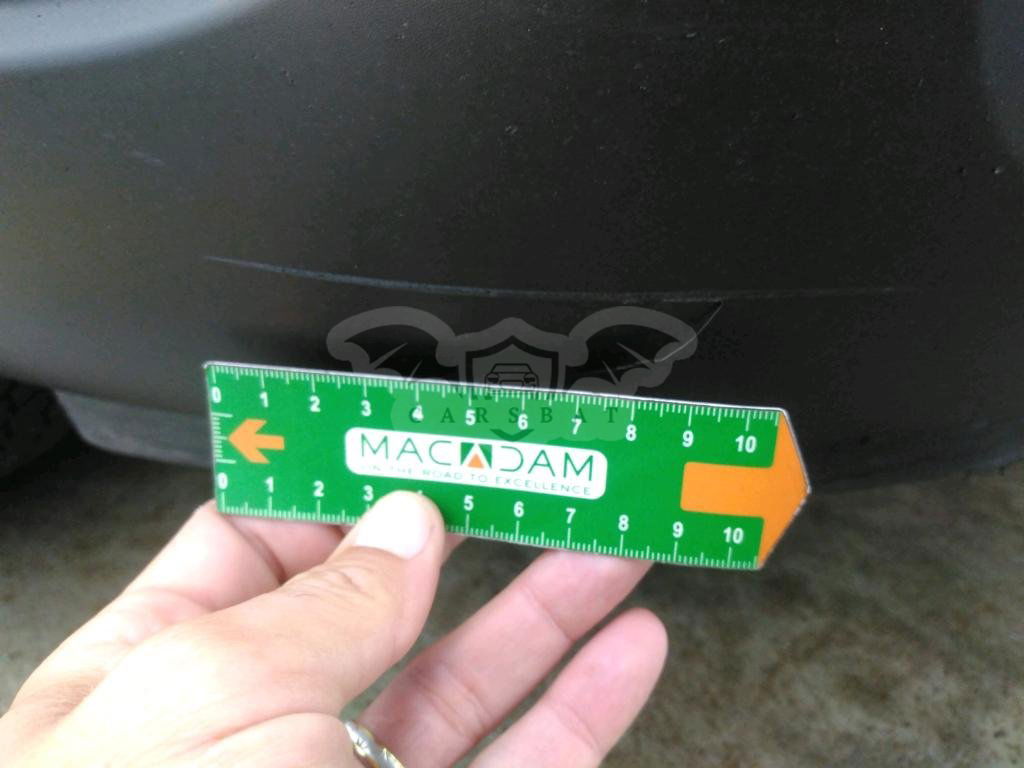 0 1 2 3 4 5 6 7 8 9 10
CARSBAT
MACADAM
ON THE ROAD TO EXCELLENCE
0 1 2 3 5 6 7 8 9 10